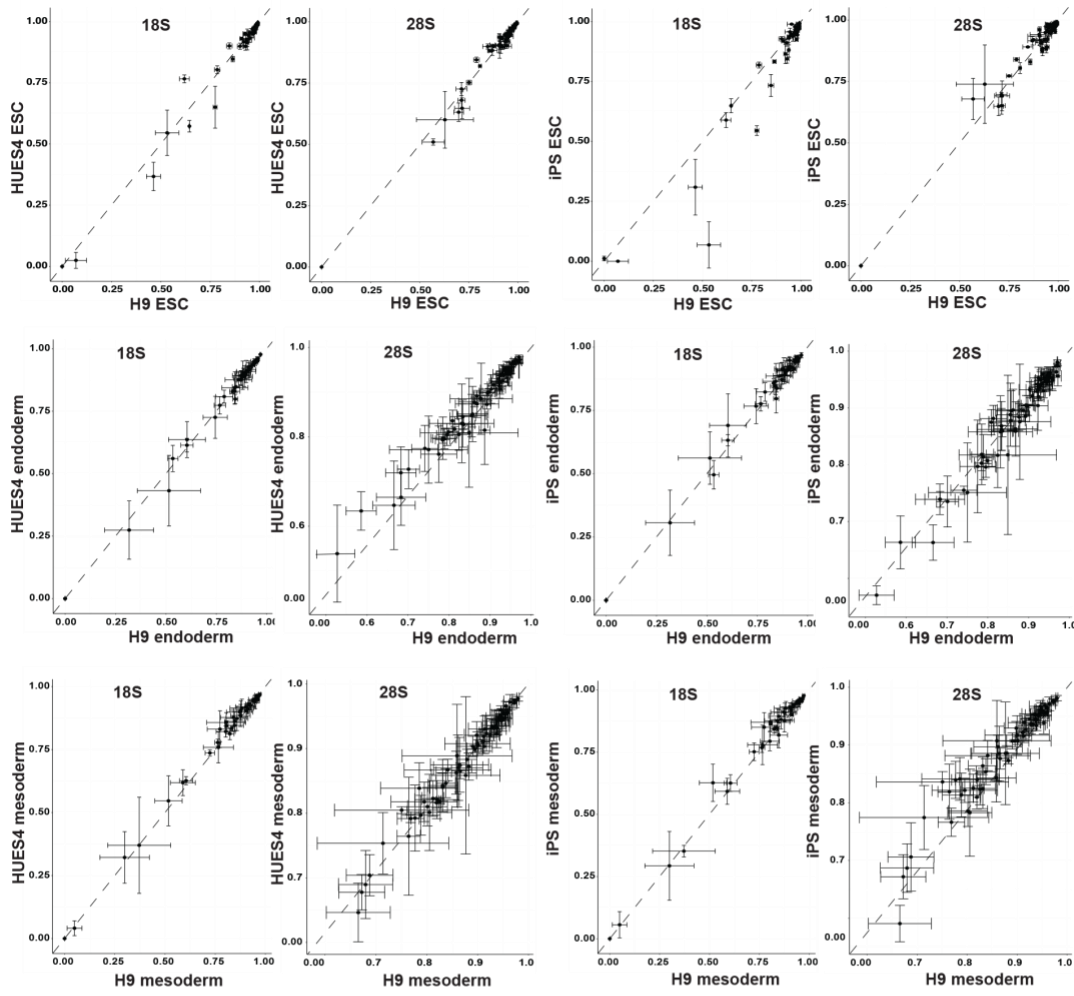 18S
1.00
0.75
0.50
0.25
0.00
HUES4 ESC
0.00 0.25 0.50 0.75 1.00
H9 ESC
28S
1.00
0.75
0.50
0.25
0.00
HUES4 ESC
0.00 0.25 0.50 0.75 1.00
H9 ESC
18S
1.00
0.75
0.50
0.25
0.00
iPS ESC
0.00 0.25 0.50 0.75 1.00
H9 ESC
28S
1.00
0.75
0.50
0.25
0.00
iPS ESC
0.00 0.25 0.50 0.75 1.00
H9 ESC
18S
1.00
0.75
0.50
0.25
0.00
HUES4 endoderm
0.00 0.25 0.50 0.75 1.00
H9 endoderm
28S
1.0
0.8
0.6
0.00
HUES4 endoderm
0.00 0.6 0.7 0.8 0.9 1.0
H9 endoderm
18S
1.00
0.75
0.50
0.25
0.00
iPS endoderm
0.00 0.25 0.50 0.75 1.00
H9 endoderm
28S
1.0
0.9
0.8
0.7
0.00
iPS endoderm
0.00 0.6 0.7 0.8 0.9 1.0
H9 endoderm
18S
1.00
0.75
0.50
0.25
0.00
HUES4 mesoderm
0.00 0.25 0.50 0.75 1.00
H9 mesoderm
28S
1.0
0.9
0.8
0.7
0.00
HUES4 mesoderm
0.00 0.7 0.8 0.9 1.0
H9 mesoderm
18S
1.00
0.75
0.50
0.25
0.00
iPS mesoderm
0.00 0.25 0.50 0.75 1.00
H9 mesoderm
28S
1.0
0.9
0.8
0.7
0.00
iPS mesoderm
0.00 0.7 0.8 0.9 1.0
H9 mesoderm